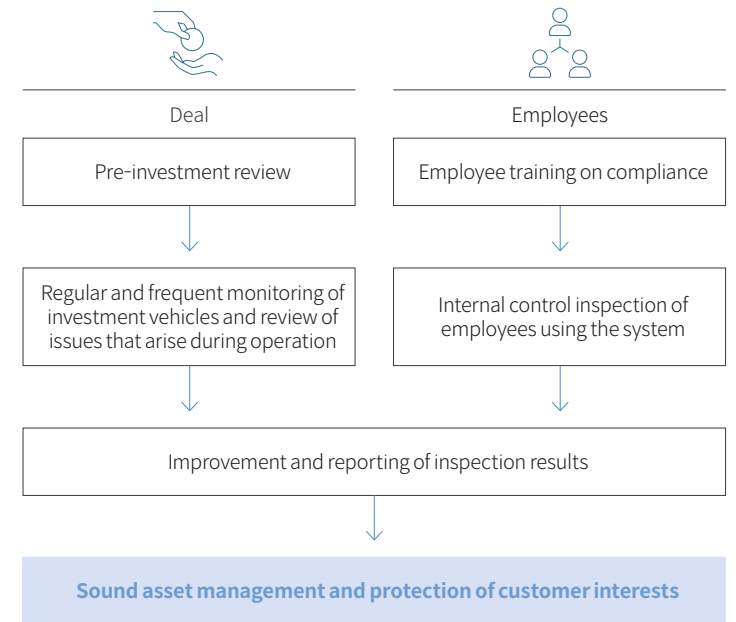 Deal
Employees
Pre-investment review
Employee training on compliance
Regular and frequent monitoring of
investment vehicles and review of
issues that arise during operation
Internal control inspection of
employees using the system
Improvement and reporting of inspection results
Sound asset management and protection of customer interests